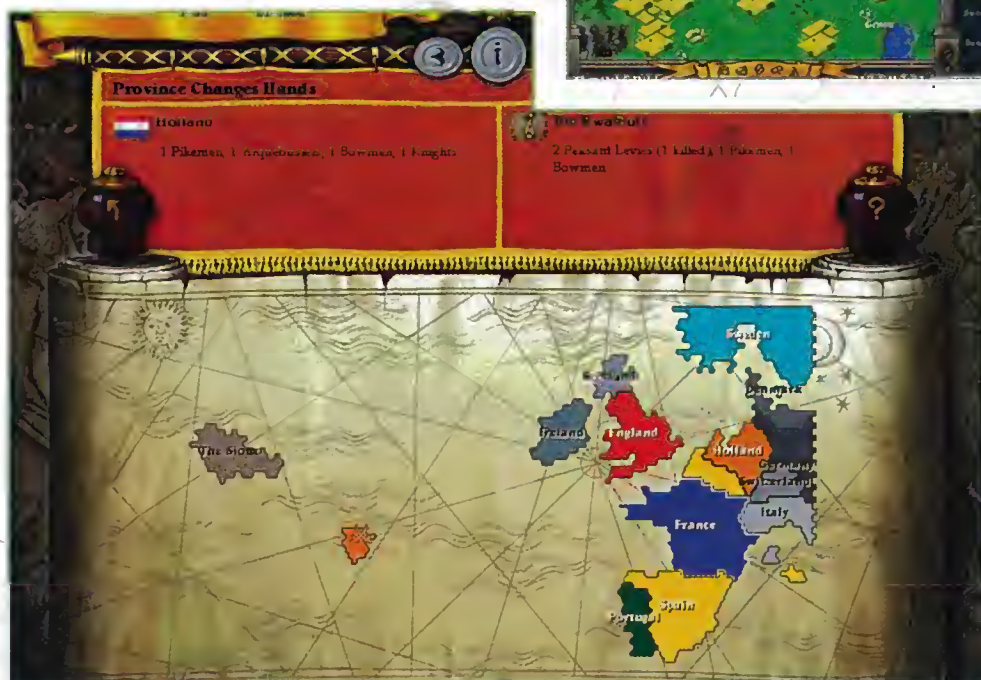 Province Changes Hands
Holland
1 Pikemen, 1 Arquebusiers, 1 Bowmen, 1 Knights
2 Peasant Levies (1 killed), 1 Pikemen, 1
Bowmen
Sweden
Denmark
Ireland
England
Holland
Germany
Switzerland
The Sioux
Italy
France
Spain
Portugal